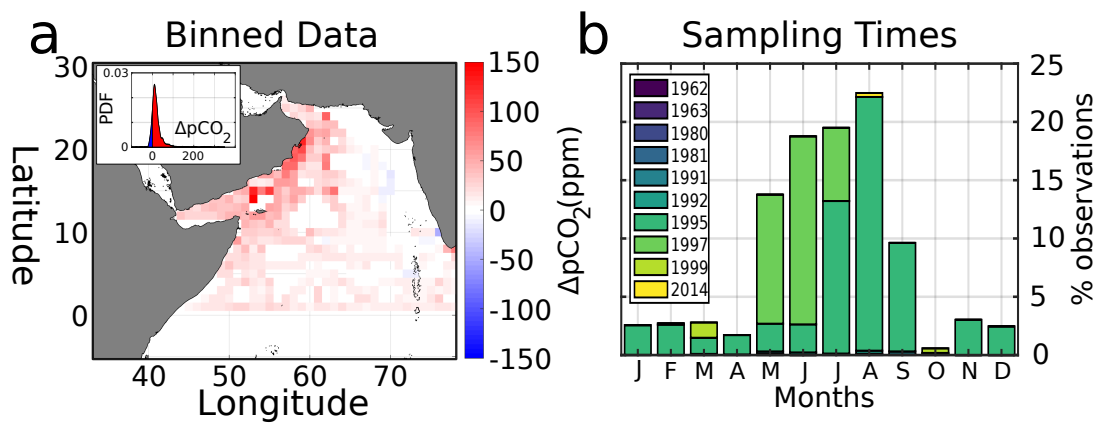 a
Binned Data
30
20
10
0
Latitude
40
50
60
70
Longitude
0.03
PDF
0
ΔpCO2
0
200
150
100
50
0
-50
-100
-150
ΔpCO2(ppm)
b
Sampling Times
1962
1963
1980
1981
1991
1992
1995
1997
1999
2014
25
20
15
10
5
0
% observations
J F M A M J J A S O N D
Months